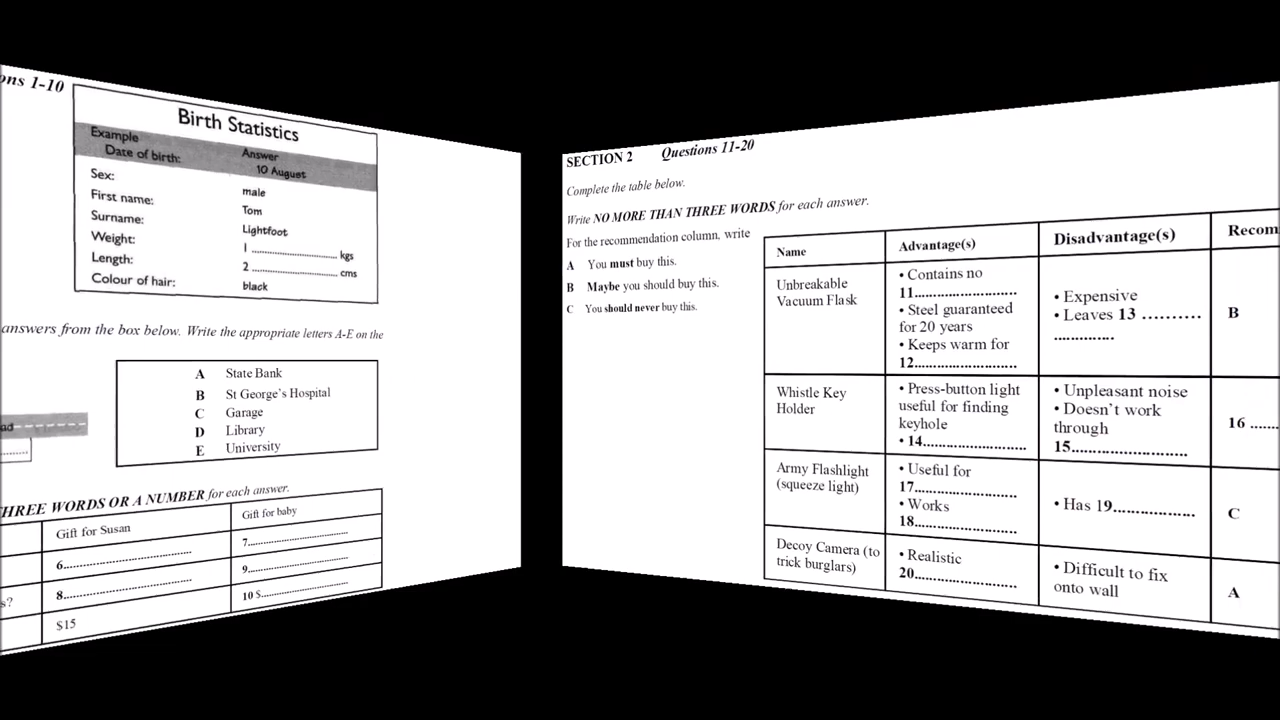 ons 1-10
Birth Statistics
Example Answer
Date of birth: 10 August
Sex: male
First name: Tom
Surname: Lightfoot
Weight: 1 .................... kgs
Length: 2 .................... cms
Colour of hair: black
answers from the box below. Write the appropriate letters A-E on the
A State Bank
B St George's Hospital
C Garage
D Library
E University
ad
THREE WORDS OR A NUMBER for each answer.
Gift for Susan Gift for baby
6.............................. 7..............................
s? 8.............................. 9..............................
10 $..............................
$15
SECTION 2 Questions 11-20
Complete the table below.
Write NO MORE THAN THREE WORDS for each answer.
For the recommendation column, write
A You must buy this.
B Maybe you should buy this.
C You should never buy this.
Name Advantage(s) Disadvantage(s) Recom
Unbreakable
Vacuum Flask
• Contains no
11........................
• Steel guaranteed
for 20 years
• Keeps warm for
12........................
• Expensive
• Leaves 13 ..........
..............
B
Whistle Key
Holder
• Press-button light
useful for finding
keyhole
• 14........................
• Unpleasant noise
• Doesn't work
through
15...........................
16 ......
Army Flashlight
(squeeze light)
• Useful for
17........................
• Works
18........................
• Has 19..................
C
Decoy Camera (to
trick burglars)
• Realistic
20........................
• Difficult to fix
onto wall
A